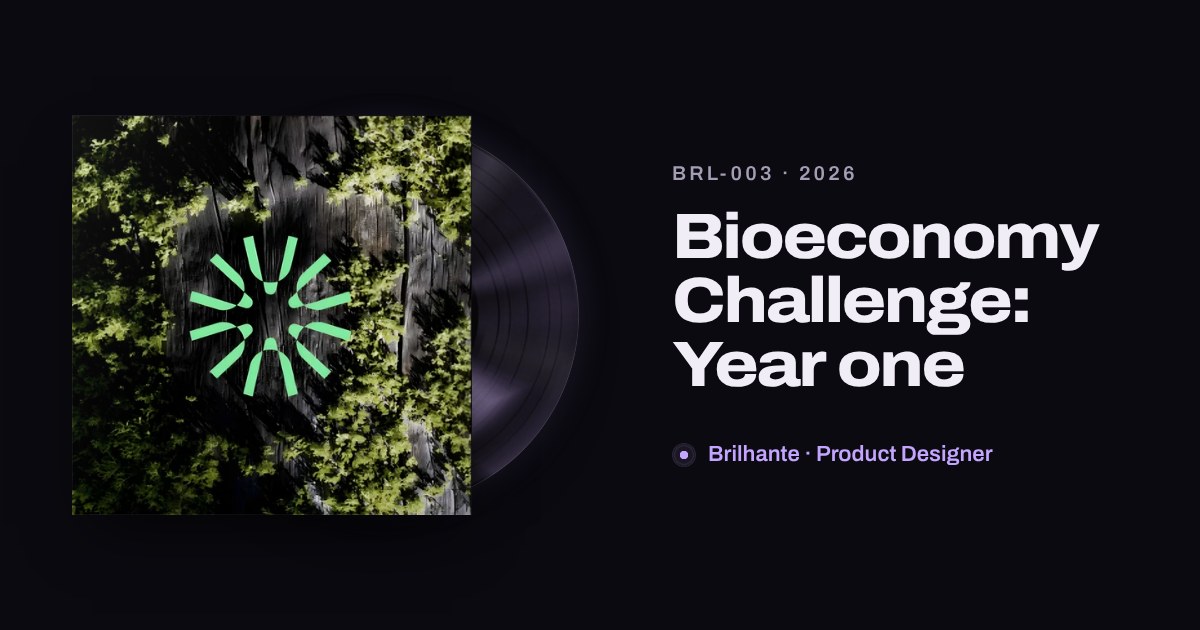 BRL-003 · 2026
Bioeconomy
Challenge:
Year one
Brilhante · Product Designer